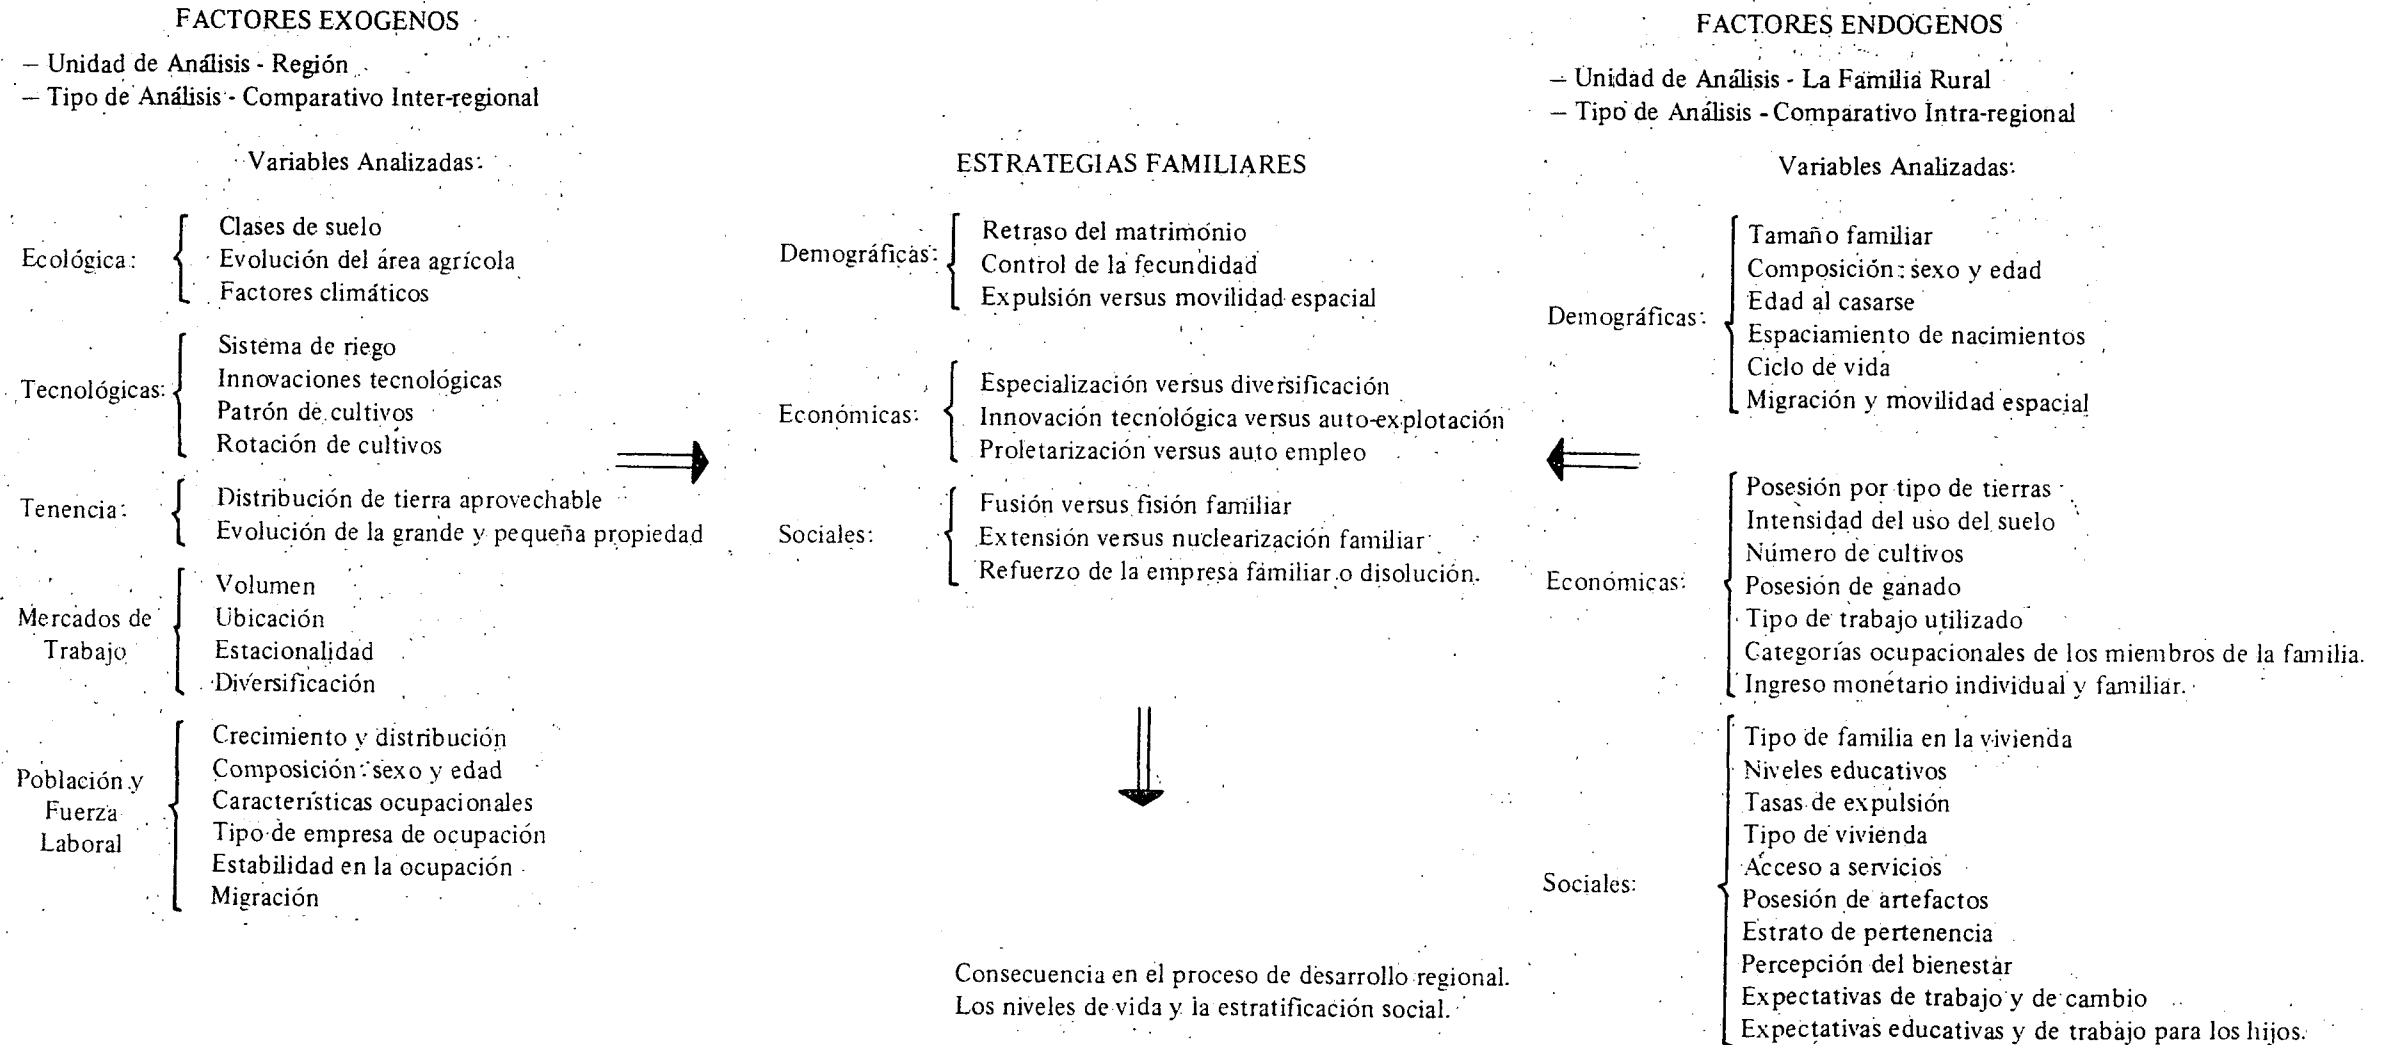 FACTORES EXOGENOS
— Unidad de Análisis - Región
— Tipo de Análisis - Comparativo Inter-regional
Variables Analizadas:
Ecológica:
Clases de suelo
Evolución del área agrícola
Factores climáticos
Tecnológicas:
Sistema de riego
Innovaciones tecnológicas
Patrón de cultivos
Rotación de cultivos
Tenencia:
Distribución de tierra aprovechable
Evolución de la grande y pequeña propiedad
Mercados de
Trabajo
Volumen
Ubicación
Estacionalidad
Diversificación
Población y
Fuerza
Laboral
Crecimiento y distribución
Composición: sexo y edad
Características ocupacionales
Tipo de empresa de ocupación
Estabilidad en la ocupación
Migración
ESTRATEGIAS FAMILIARES
Demográficas:
Retraso del matrimónio
Control de la fecundidad
Expulsión versus movilidad espacial
Económicas:
Especialización versus diversificación
Innovación tecnológica versus auto-explotación
Proletarización versus auto empleo
Sociales:
Fusión versus fisión familiar
Extensión versus nuclearización familiar
Refuerzo de la empresa familiar o disolución.
Consecuencia en el proceso de desarrollo regional.
Los niveles de vida y la estratificación social.
FACTORES ENDOGENOS
— Unidad de Análisis - La Familia Rural
— Tipo de Análisis - Comparativo Intra-regional
Variables Analizadas:
Demográficas:
Tamaño familiar
Composición: sexo y edad
Edad al casarse
Espaciamiento de nacimientos
Ciclo de vida
Migración y movilidad espacial
Económicas:
Posesión por tipo de tierras
Intensidad del uso del suelo
Número de cultivos
Posesión de ganado
Tipo de trabajo utilizado
Categorías ocupacionales de los miembros de la familia.
Ingreso monetario individual y familiar.
Sociales:
Tipo de familia en la vivienda
Niveles educativos
Tasas de expulsión
Tipo de vivienda
Acceso a servicios
Posesión de artefactos
Estrato de pertenencia
Percepción del bienestar
Expectativas de trabajo y de cambio
Expectativas educativas y de trabajo para los hijos.